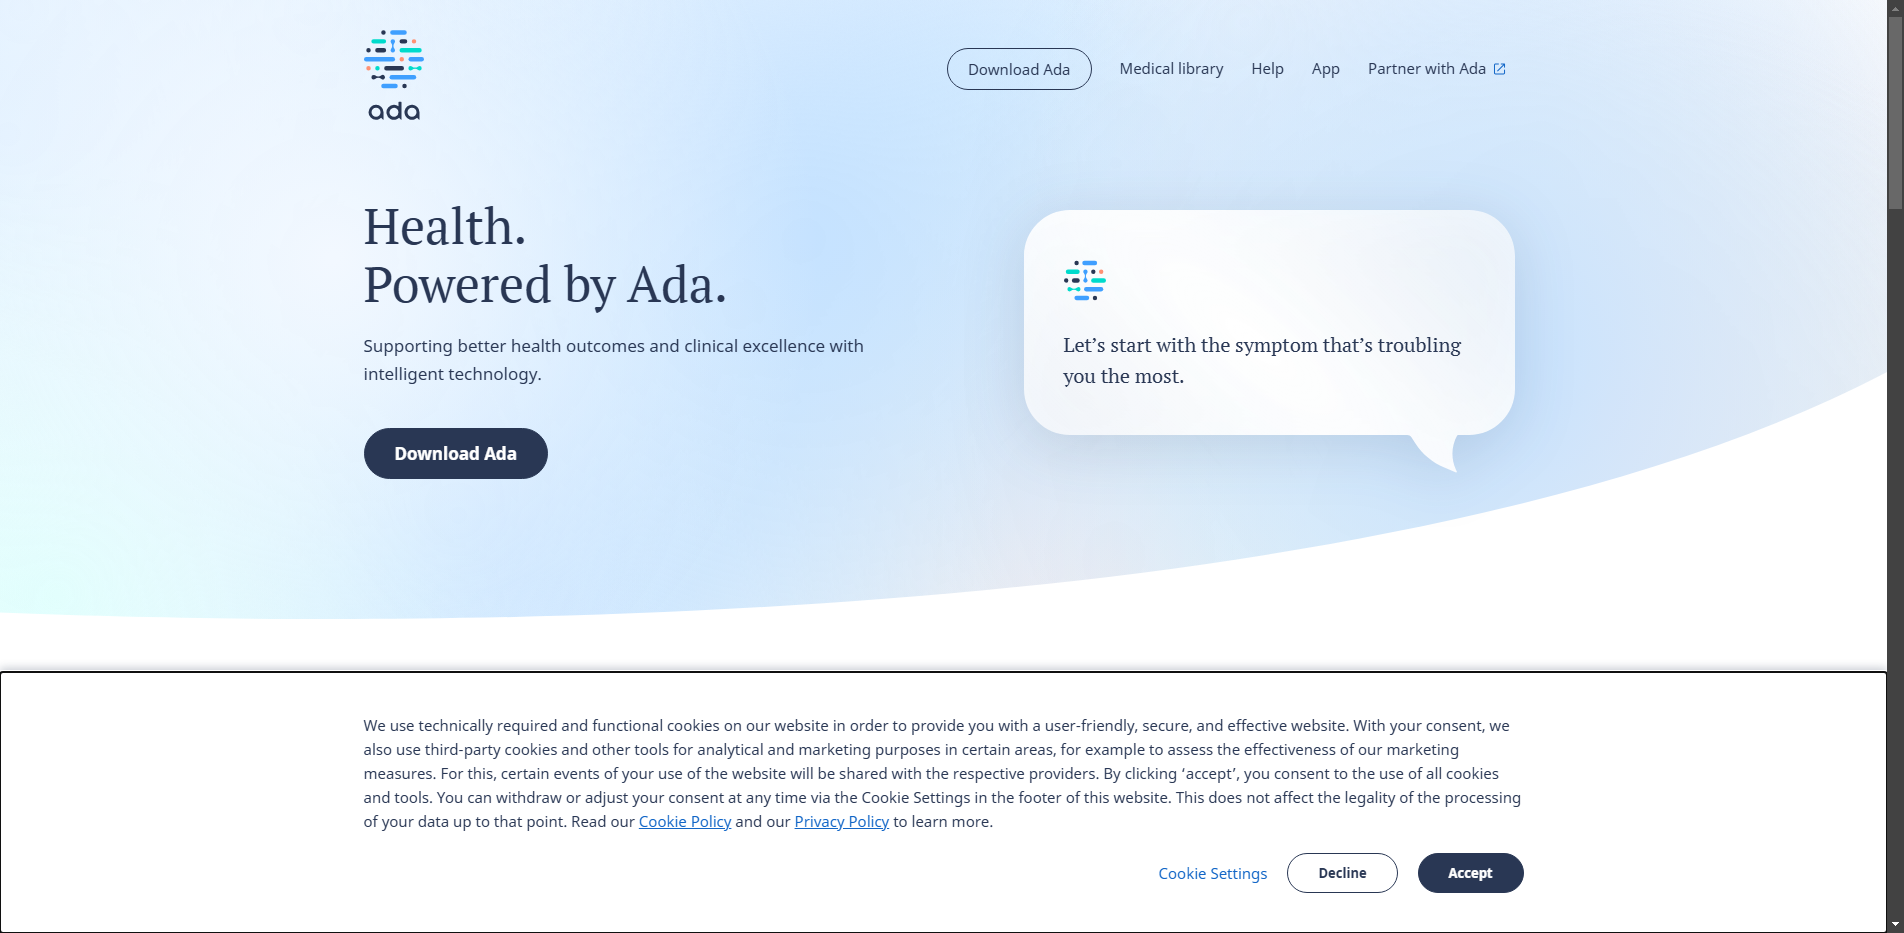 ada
Download Ada
Medical library
Help
App
Partner with Ada
Health.
Powered by Ada.
Supporting better health outcomes and clinical excellence with
intelligent technology.
Download Ada
Let’s start with the symptom that’s troubling
you the most.
We use technically required and functional cookies on our website in order to provide you with a user-friendly, secure, and effective website. With your consent, we
also use third-party cookies and other tools for analytical and marketing purposes in certain areas, for example to assess the effectiveness of our marketing
measures. For this, certain events of your use of the website will be shared with the respective providers. By clicking ‘accept’, you consent to the use of all cookies
and tools. You can withdraw or adjust your consent at any time via the Cookie Settings in the footer of this website. This does not affect the legality of the processing
of your data up to that point. Read our Cookie Policy and our Privacy Policy to learn more.
Cookie Settings
Decline
Accept